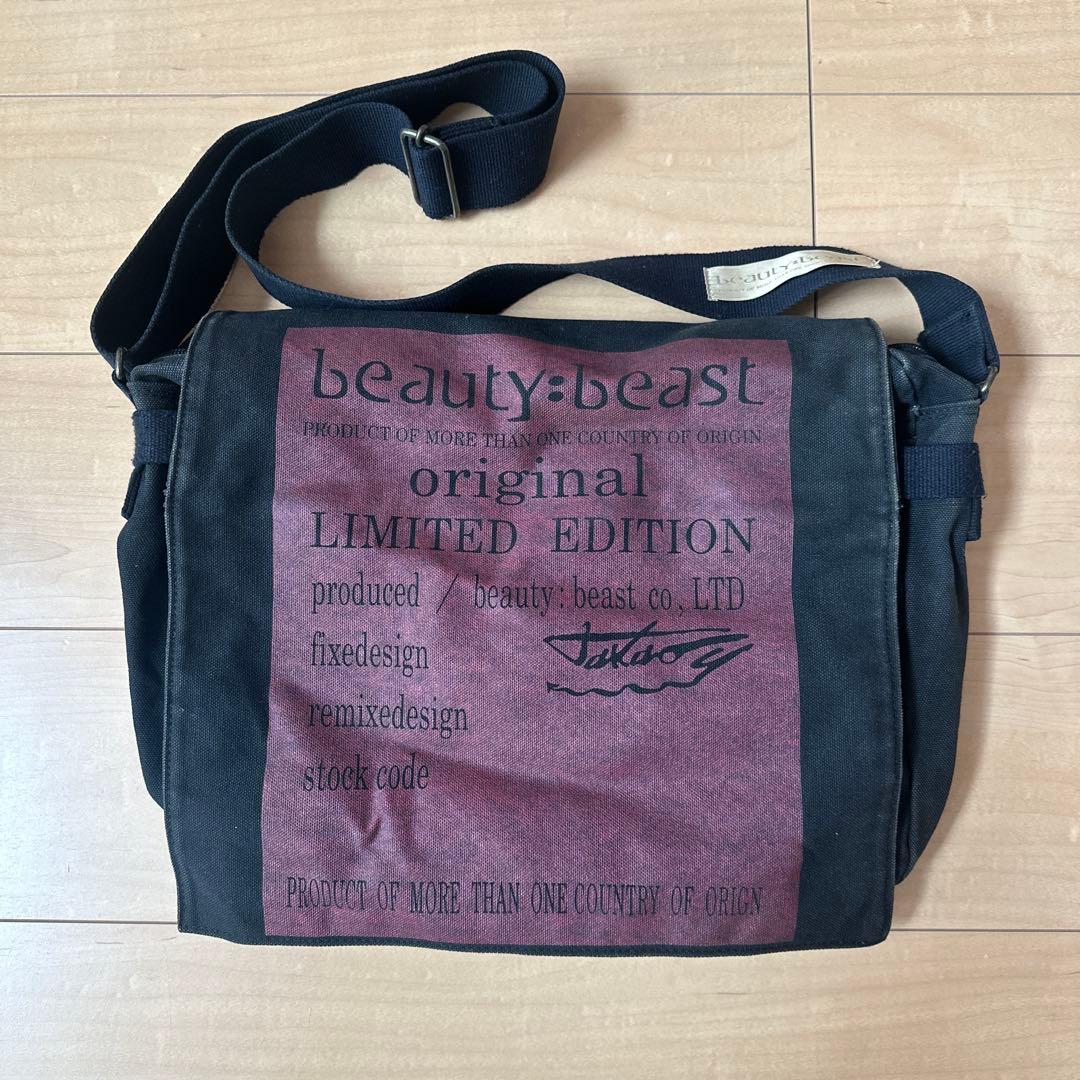 beauty:beast
beauty:beast
PRODUCT OF MORE THAN ONE COUNTRY OF ORIGIN
original
LIMITED EDITION
produced / beauty:beast co,LTD
fixedesign
remixedesign
stock code
PRODUCT OF MORE THAN ONE COUNTRY OF ORIGN